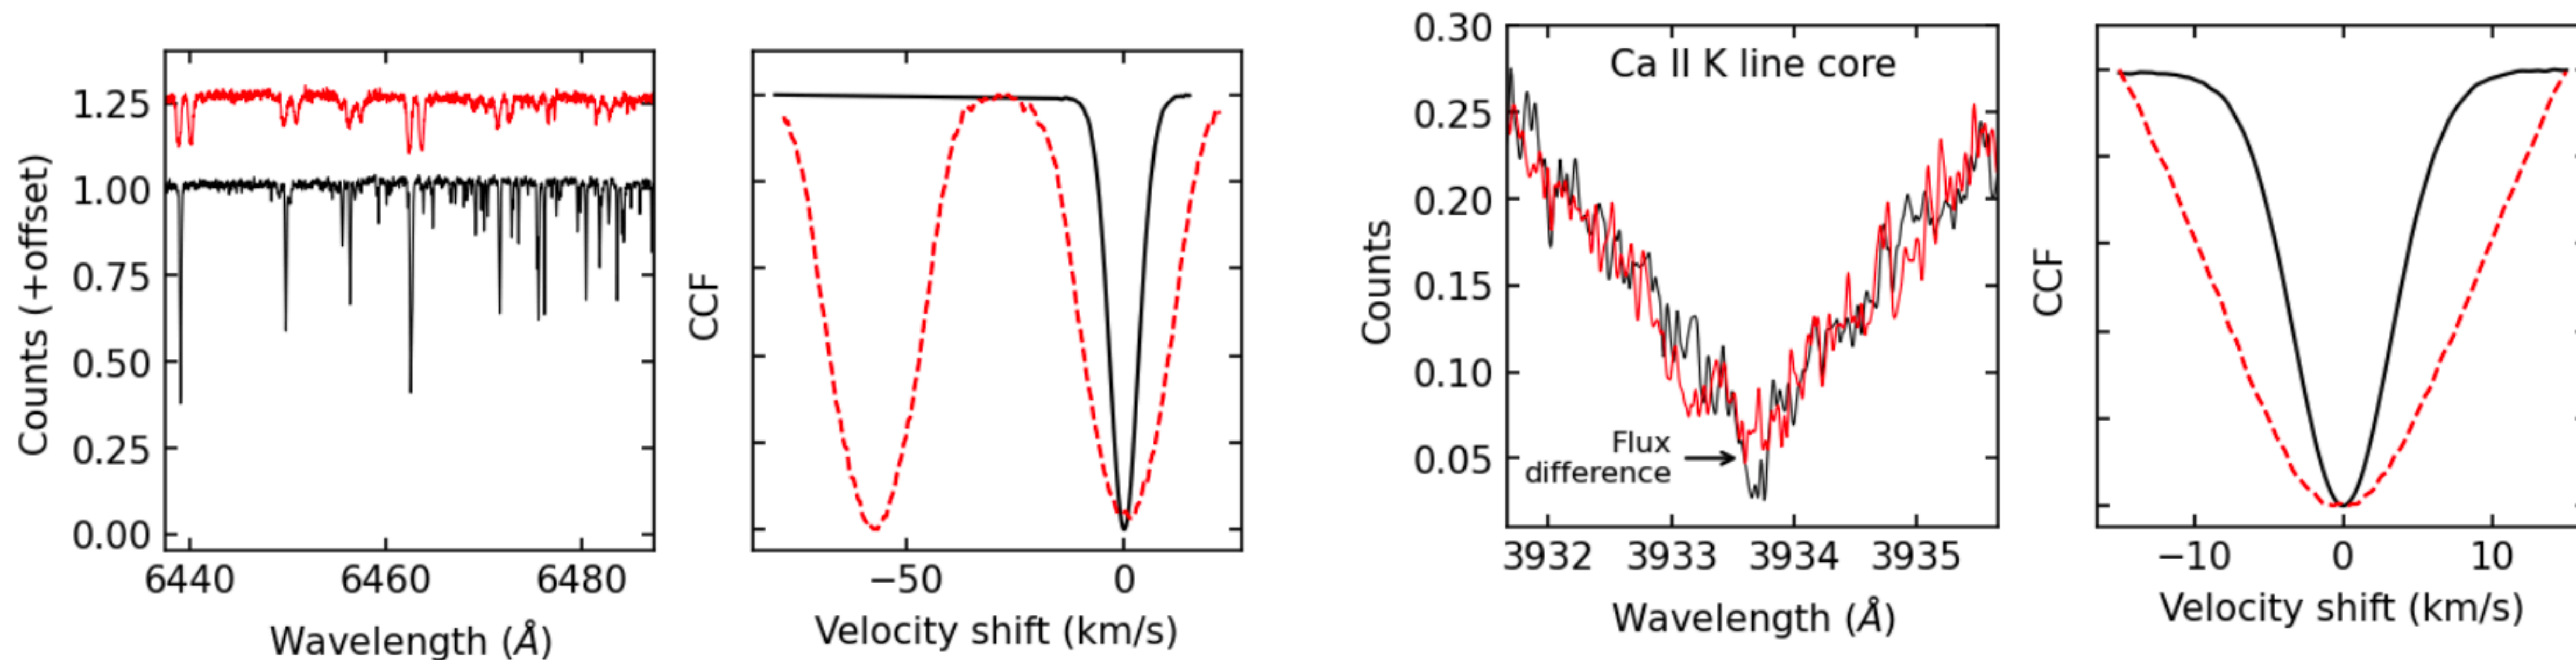 Counts (+offset)
1.25
1.00
0.75
0.50
0.25
0.00
6440 6460 6480
Wavelength (Å)
CCF
−50 0
Velocity shift (km/s)
Counts
0.30
0.25
0.20
0.15
0.10
0.05
Ca II K line core
Flux
difference
3932 3933 3934 3935
Wavelength (Å)
CCF
−10 0 10
Velocity shift (km/s)